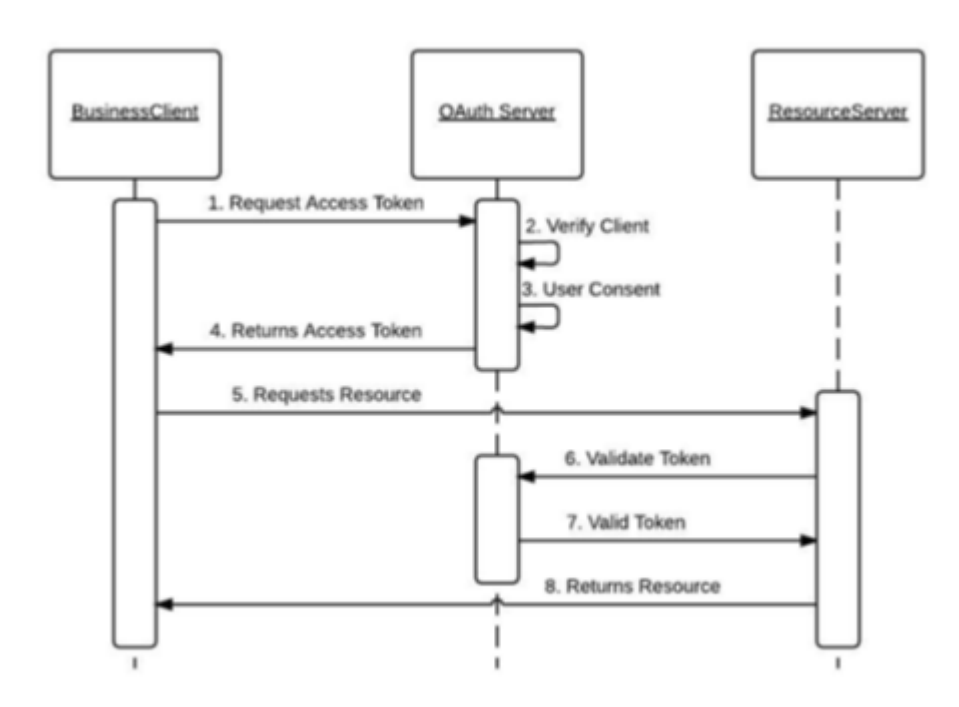 BusinessClient
OAuth Server
ResourceServer
1. Request Access Token
2. Verify Client
3. User Consent
4. Returns Access Token
5. Requests Resource
6. Validate Token
7. Valid Token
8. Returns Resource